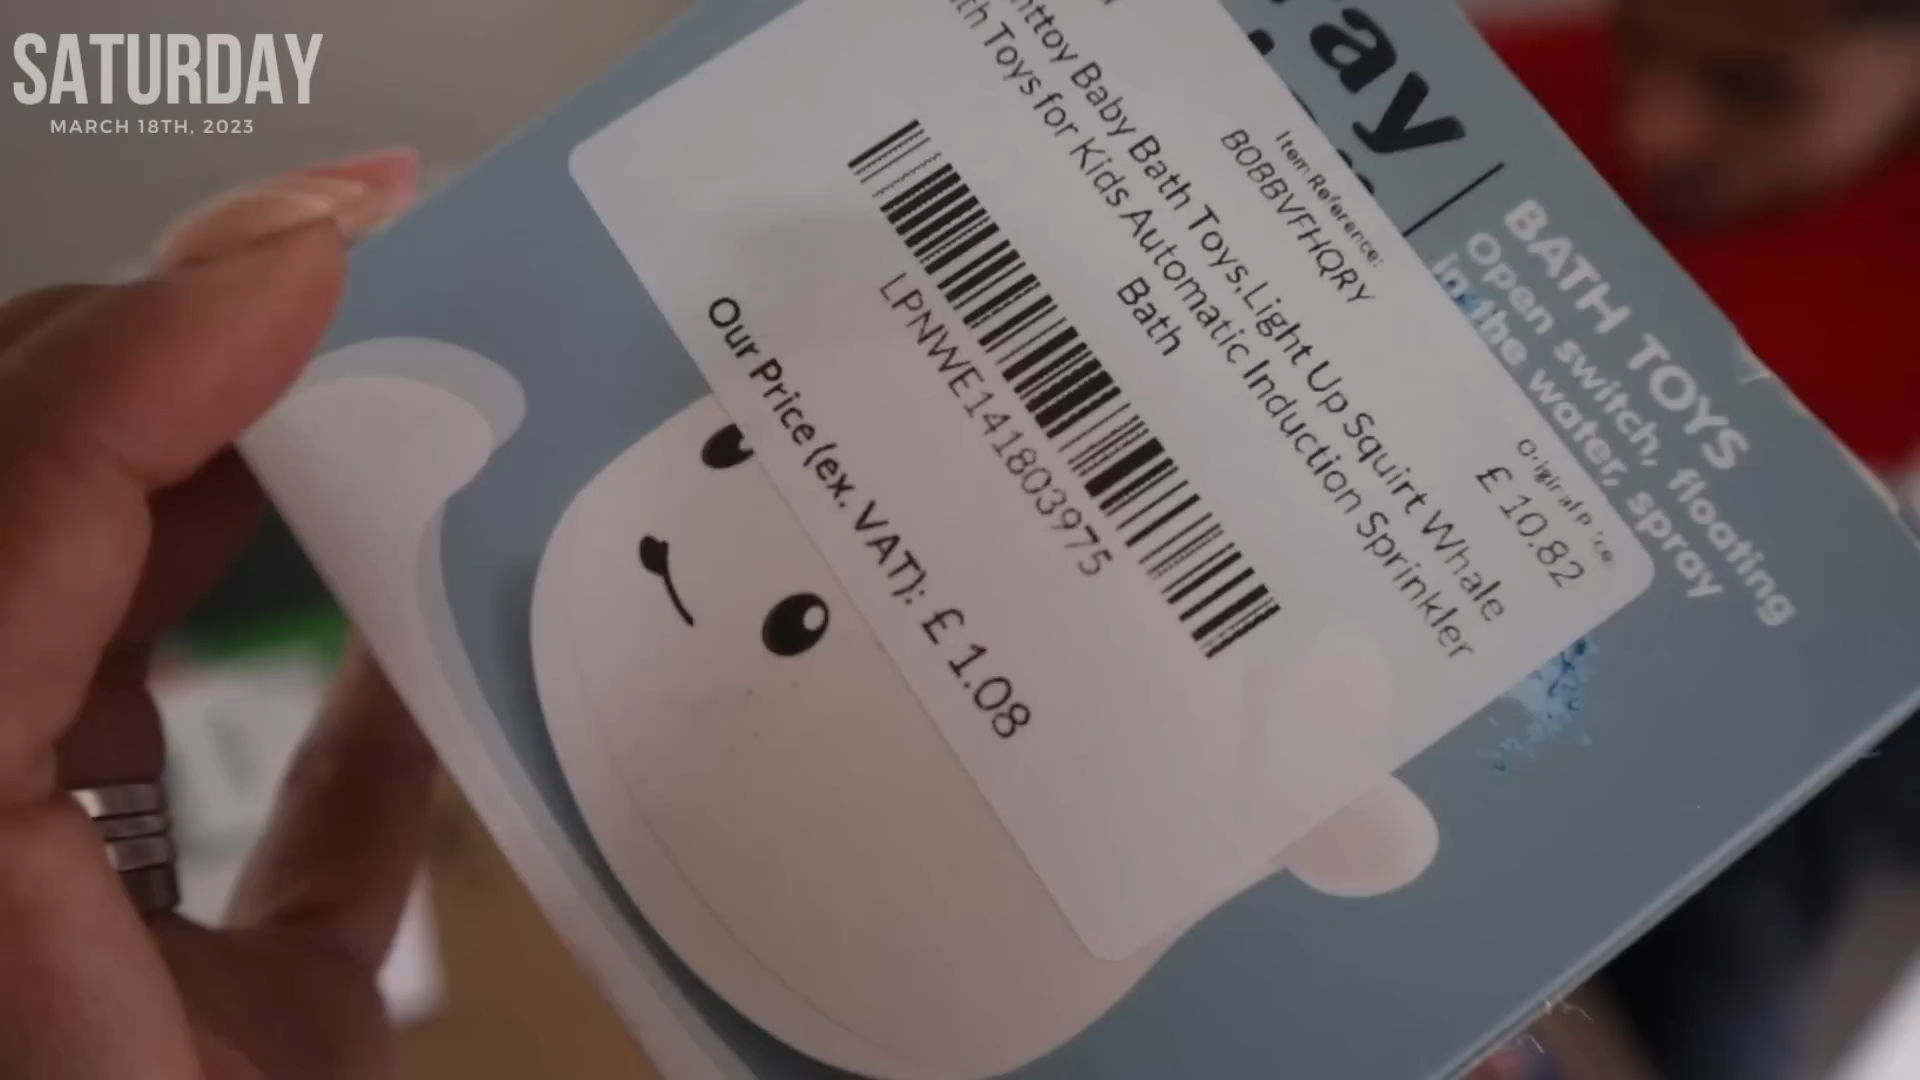 SATURDAY
MARCH 18TH, 2023
ray
BATH TOYS
Open switch, floating
in the water, spray
Item Reference:
B0BBVFHQRY
Original Price
£ 10.82
Baby Bath Toys,Light Up Squirt Whale
Toys for Kids Automatic Induction Sprinkler
Bath
LPNWE141803975
Our Price (ex. VAT): £ 1.08